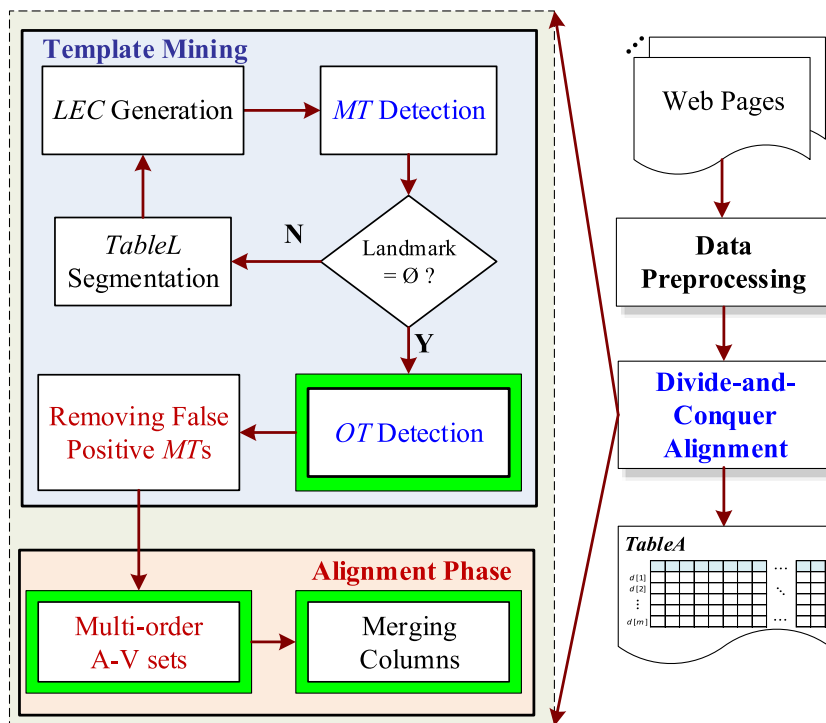 Template Mining
LEC Generation
MT Detection
TableL
Segmentation
N
Landmark
= Ø ?
Y
Removing False
Positive MTs
OT Detection
Alignment Phase
Multi-order
A-V sets
Merging
Columns
Web Pages
Data
Preprocessing
Divide-and-
Conquer
Alignment
TableA
d[1]
d[2]
d[m]